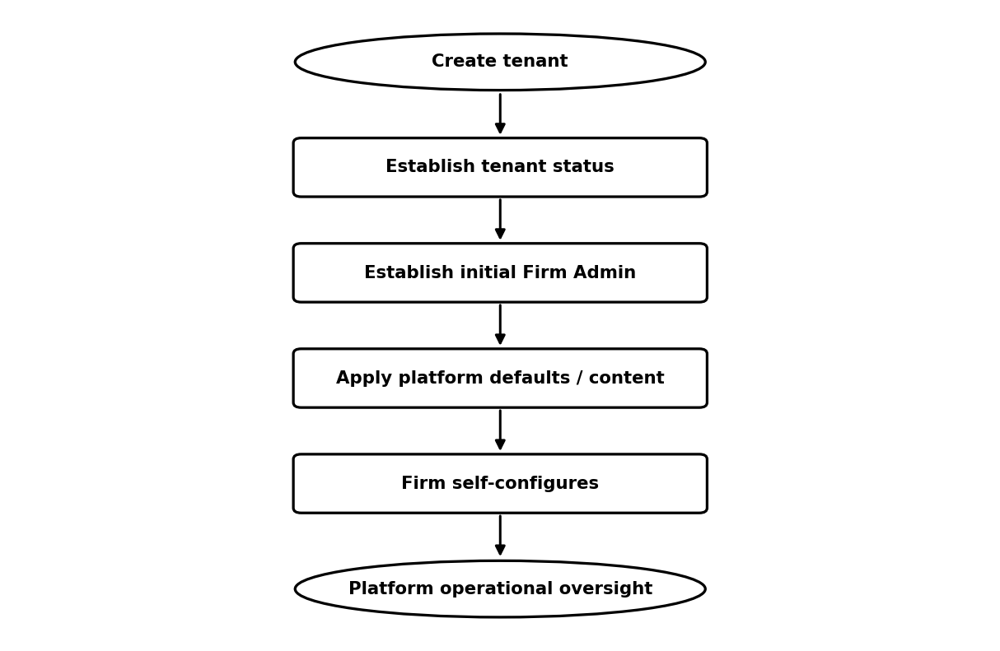 Create tenant
Establish tenant status
Establish initial Firm Admin
Apply platform defaults / content
Firm self-configures
Platform operational oversight